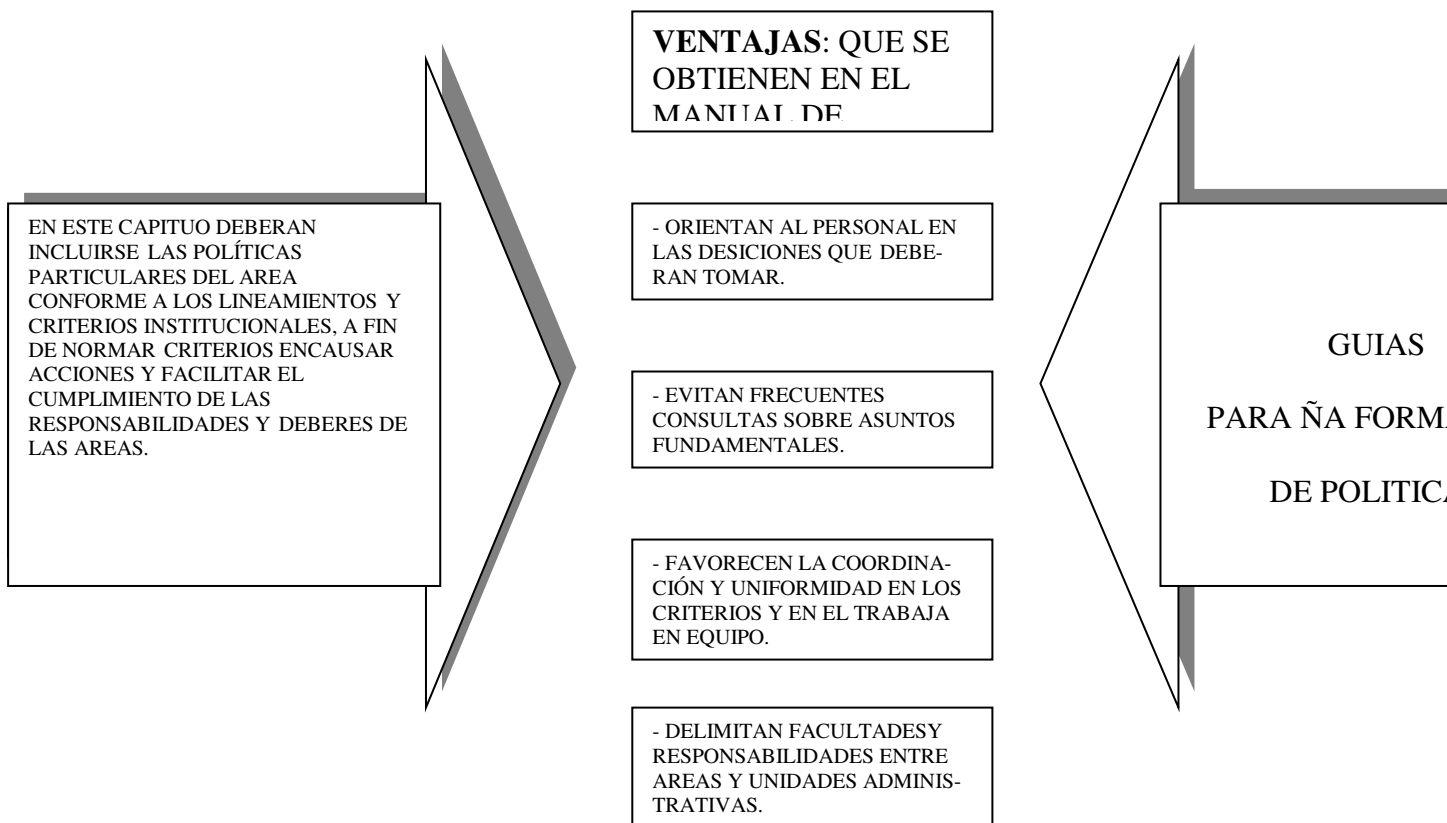 VENTAJAS: QUE SE
OBTIENEN EN EL
MANUAL DE
EN ESTE CAPITUO DEBERAN
INCLUIRSE LAS POLÍTICAS
PARTICULARES DEL AREA
CONFORME A LOS LINEAMIENTOS Y
CRITERIOS INSTITUCIONALES, A FIN
DE NORMAR CRITERIOS ENCAUSAR
ACCIONES Y FACILITAR EL
CUMPLIMIENTO DE LAS
RESPONSABILIDADES Y DEBERES DE
LAS AREAS.
- ORIENTAN AL PERSONAL EN
LAS DESICIONES QUE DEBE-
RAN TOMAR.
- EVITAN FRECUENTES
CONSULTAS SOBRE ASUNTOS
FUNDAMENTALES.
- FAVORECEN LA COORDINA-
CIÓN Y UNIFORMIDAD EN LOS
CRITERIOS Y EN EL TRABAJA
EN EQUIPO.
- DELIMITAN FACULTADESY
RESPONSABILIDADES ENTRE
AREAS Y UNIDADES ADMINIS-
TRATIVAS.
GUIAS
PARA ÑA
DE